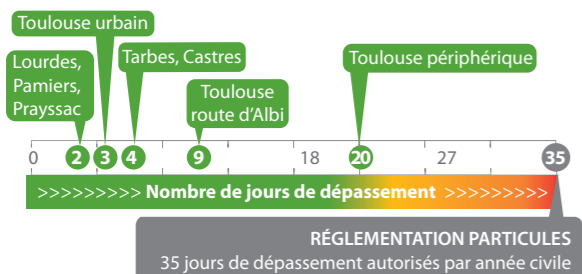 Toulouse urbain
Lourdes,
Pamiers,
Prayssac
Tarbes, Castres
Toulouse
route d'Albi
Toulouse périphérique
0 2 3 4 9 18 20 27 35
>>>>>>>>> Nombre de jours de dépassement >>>>>>>>>
RÉGLEMENTATION PARTICULES
35 jours de dépassement autorisés par année civile